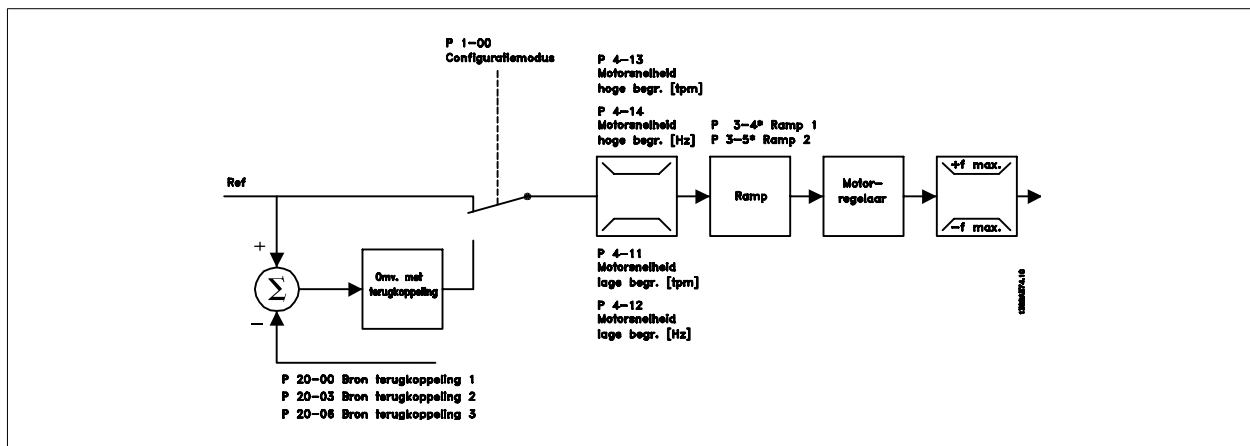 P 1-00
Configuratiemodus
P 4-13
Motorsnelheid
hoge begr. [tpm]
P 4-14
Motorsnelheid
hoge begr. [Hz]
P 3-4* Ramp 1
P 3-5* Ramp 2
Ref
+
Σ
−
Omv. met
terugkoppeling
Ramp
Motor-
regelaar
+f max.
−f max.
P 4-11
Motorsnelheid
lage begr. [tpm]
P 4-12
Motorsnelheid
lage begr. [Hz]
P 20-00 Bron terugkoppeling 1
P 20-03 Bron terugkoppeling 2
P 20-06 Bron terugkoppeling 3